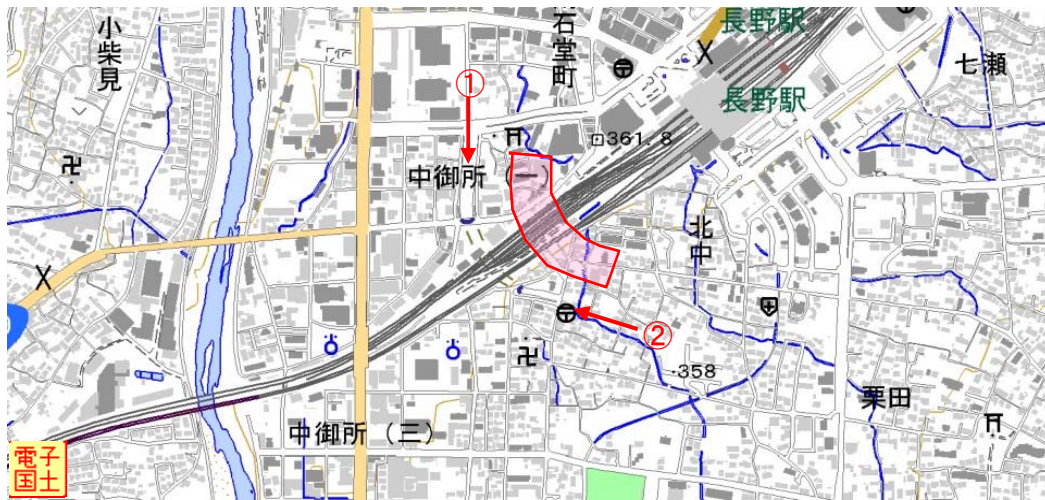 小柴見
石堂町
長野駅
長野駅
七瀬
①
361.8
中御所(一)
北中
②
358
栗田
中御所(三)
電子
国土